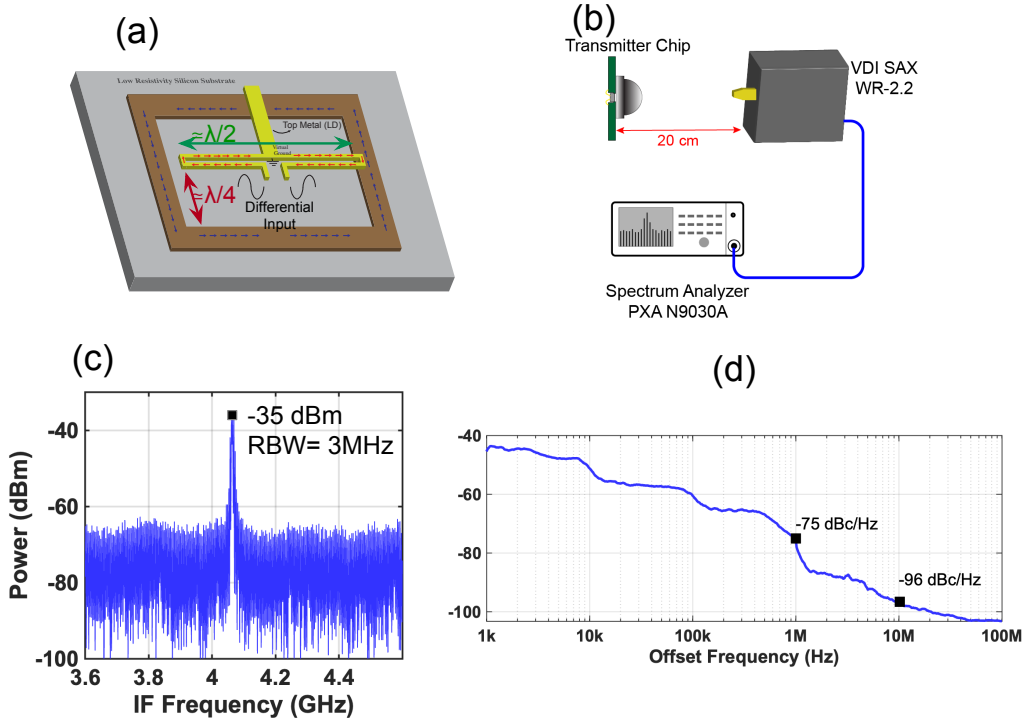 (a)
Low Resistivity Silicon Substrate
≈λ/2
Top Metal (LD)
Virtual
Ground
≈λ/4
Differential
Input
(b)
Transmitter Chip
VDI SAX
WR-2.2
20 cm
Spectrum Analyzer
PXA N9030A
(c)
-35 dBm
RBW= 3MHz
Power (dBm)
-40
-60
-80
-100
3.6
3.8
4
4.2
4.4
IF Frequency (GHz)
(d)
-40
-60
-80
-100
-75 dBc/Hz
-96 dBc/Hz
1k
10k
100k
1M
10M
100M
Offset Frequency (Hz)